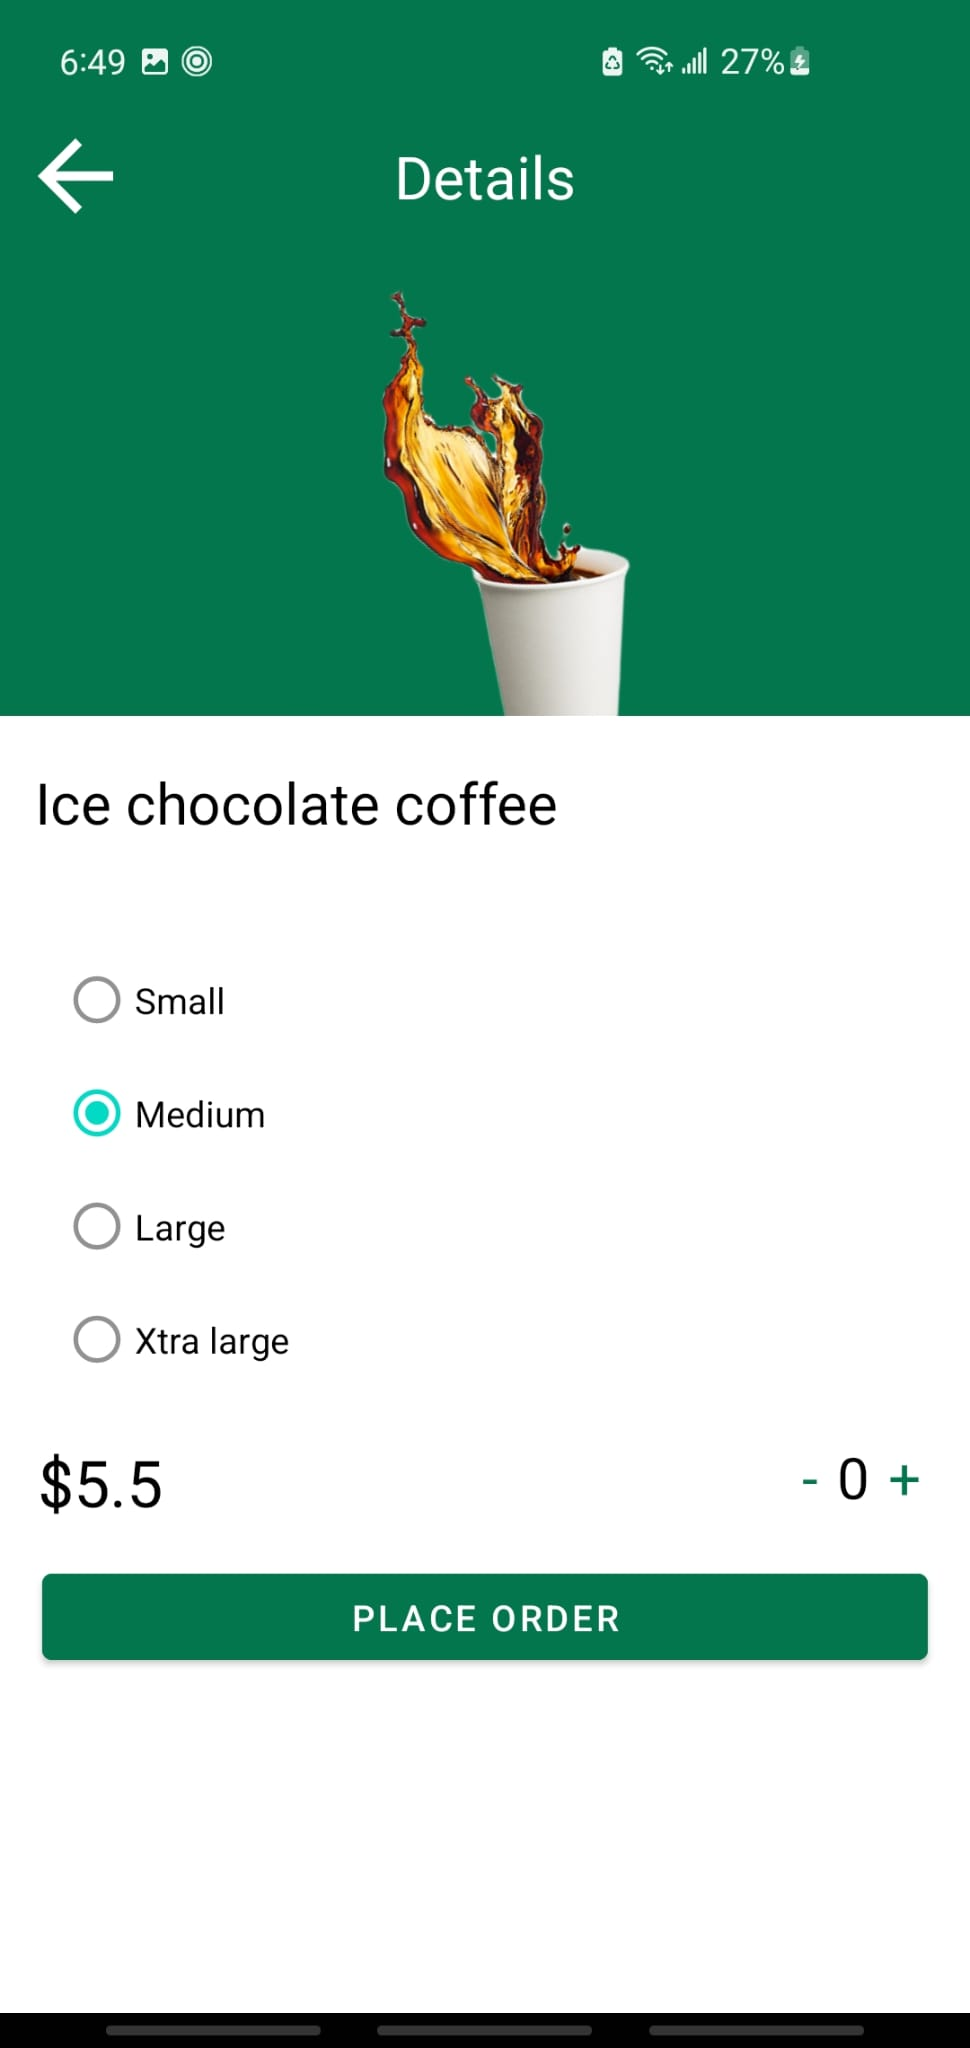 6:49 27%
Details
Ice chocolate coffee
Small
Medium
Large
Xtra large
$5.5 - 0 +
PLACE ORDER